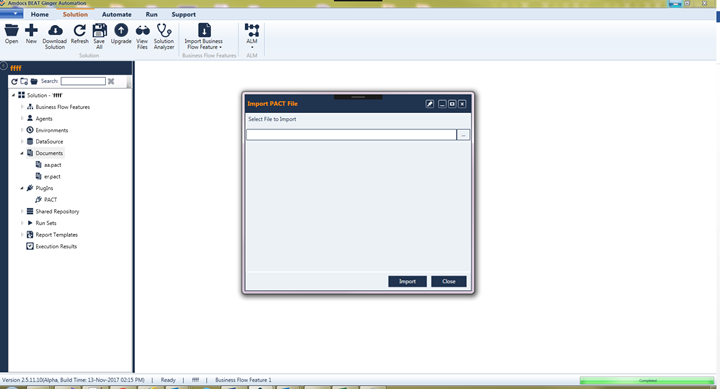 Amdocs BEAT Ginger Automation
Home Solution Automate Run Support
Open New Download Solution Refresh Save All Upgrade View Files Solution Analyzer Import Business Flow Feature ALM
Solution Business Flow Features ALM
ffff
Search:
Solution - 'ffff'
Business Flow Features
Agents
Environments
DataSource
Documents
aa.pact
er.pact
PlugIns
PACT
Shared Repository
Run Sets
Report Templates
Execution Results
Import PACT File
Select File to Import
...
Import Close
Version 2.5.11.10(Alpha, Build Time: 13-Nov-2017 02:15 PM) | Ready | ffff | Business Flow Feature 1
Completed